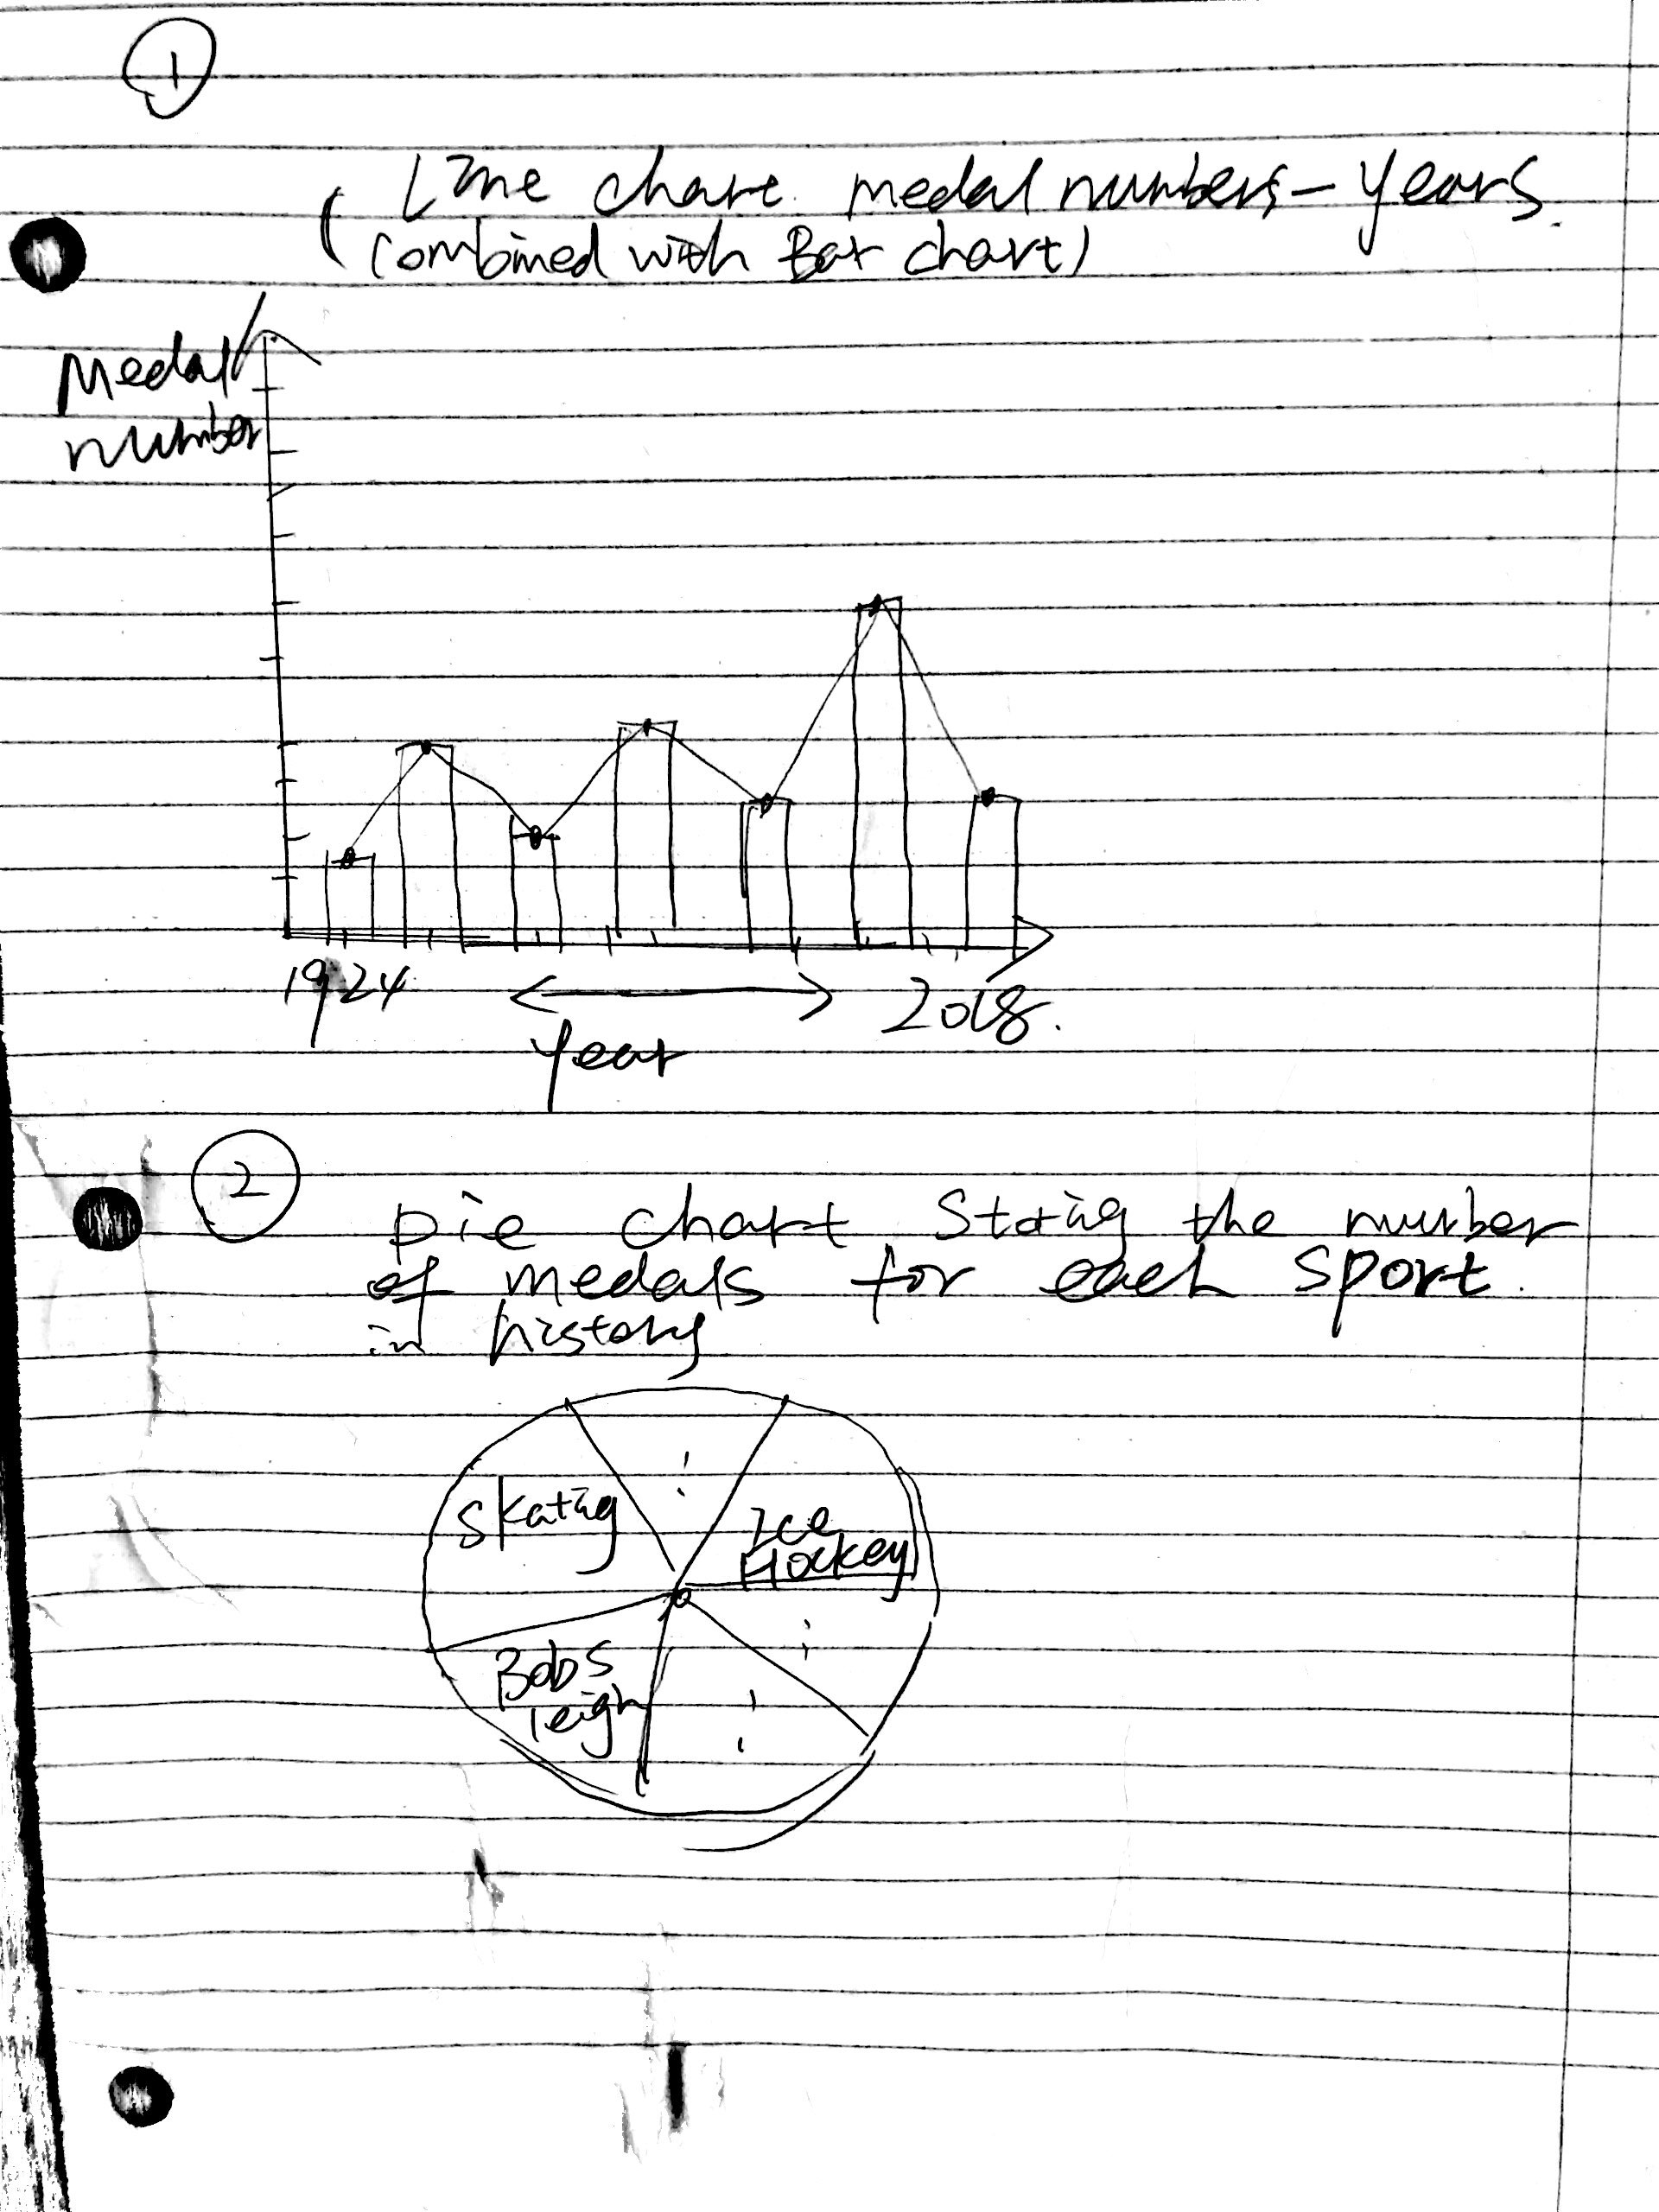 1
Line chart. medal numbers – years.
(combined with Bar chart)
Medal
number
1924
2018.
Year
2
pie chart stating the number
of medals for each sport.
in history
Skating
Ice
Hockey
Bobs
leigh